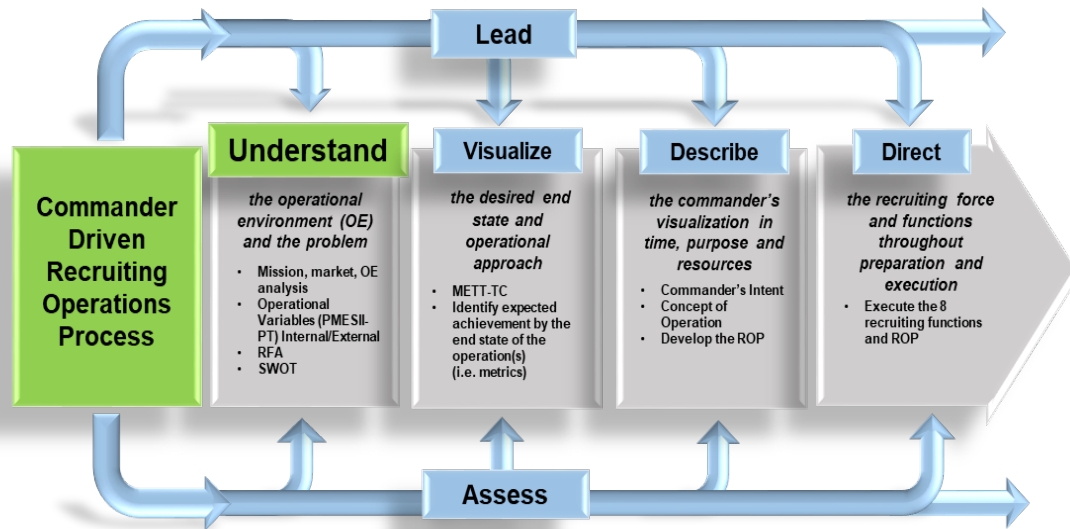 Lead
Commander
Driven
Recruiting
Operations
Process
Understand
the operational
environment (OE)
and the problem
• Mission, market, OE
analysis
• Operational
Variables (PMESII-
PT) Internal/External
• RFA
• SWOT
Visualize
the desired end
state and
operational
approach
• METT-TC
• Identify expected
achievement by the
end state of the
operation(s)
(i.e. metrics)
Describe
the commander’s
visualization in
time, purpose and
resources
• Commander’s Intent
• Concept of
Operation
• Develop the ROP
Direct
the recruiting force
and functions
throughout
preparation and
execution
• Execute the 8
recruiting functions
and ROP
Assess